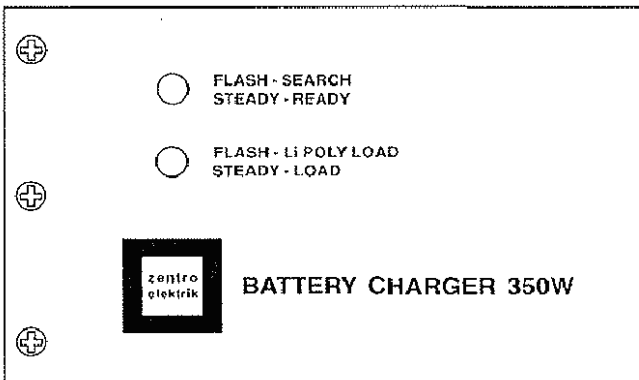 FLASH - SEARCH
STEADY - READY
FLASH - Li POLY LOAD
STEADY - LOAD
zentro
elektrik
BATTERY CHARGER 350W